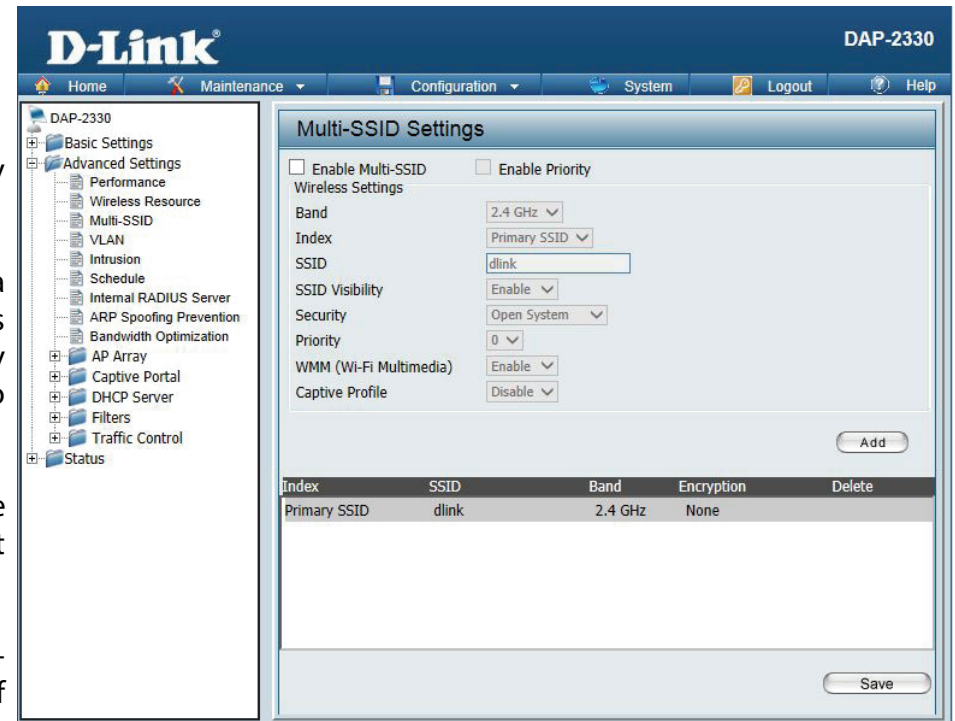 D-Link
DAP-2330
Home Maintenance Configuration System Logout Help
DAP-2330
Basic Settings
Advanced Settings
Performance
Wireless Resource
Multi-SSID
VLAN
Intrusion
Schedule
Internal RADIUS Server
ARP Spoofing Prevention
Bandwidth Optimization
AP Array
Captive Portal
DHCP Server
Filters
Traffic Control
Status
Multi-SSID Settings
Enable Multi-SSID Enable Priority
Wireless Settings
Band 2.4 GHz
Index Primary SSID
SSID dlink
SSID Visibility Enable
Security Open System
Priority 0
WMM (Wi-Fi Multimedia) Enable
Captive Profile Disable
Add
Index SSID Band Encryption Delete
Primary SSID dlink 2.4 GHz None
Save